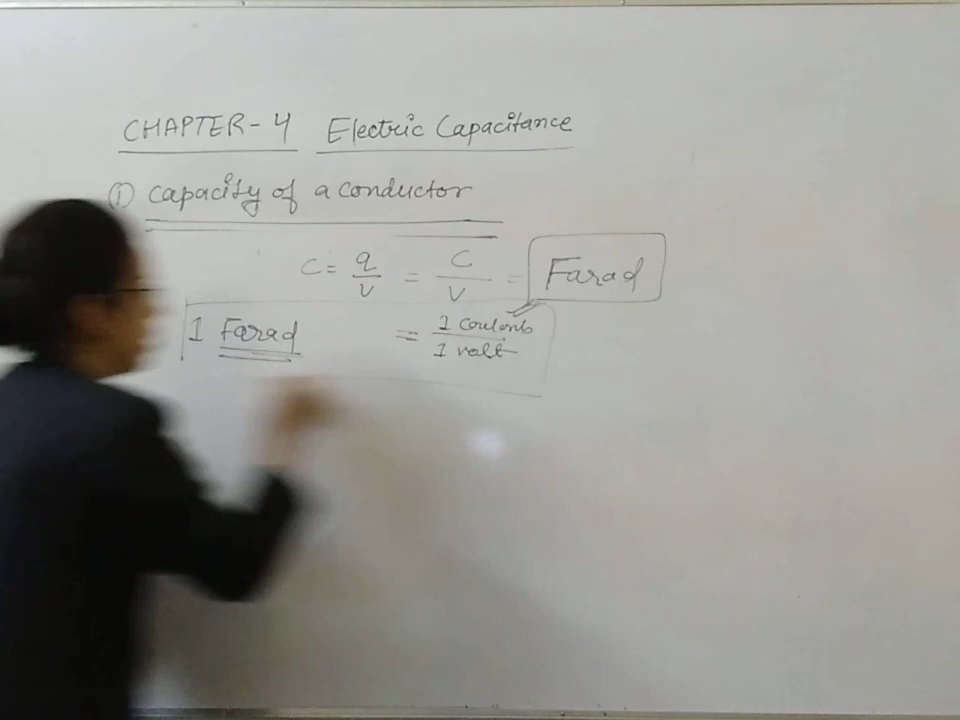 CHAPTER-4 Electric Capacitance
① Capacity of a conductor
C = q/v = C/V = Farad
1 Farad = 1 Coulomb/1 volt